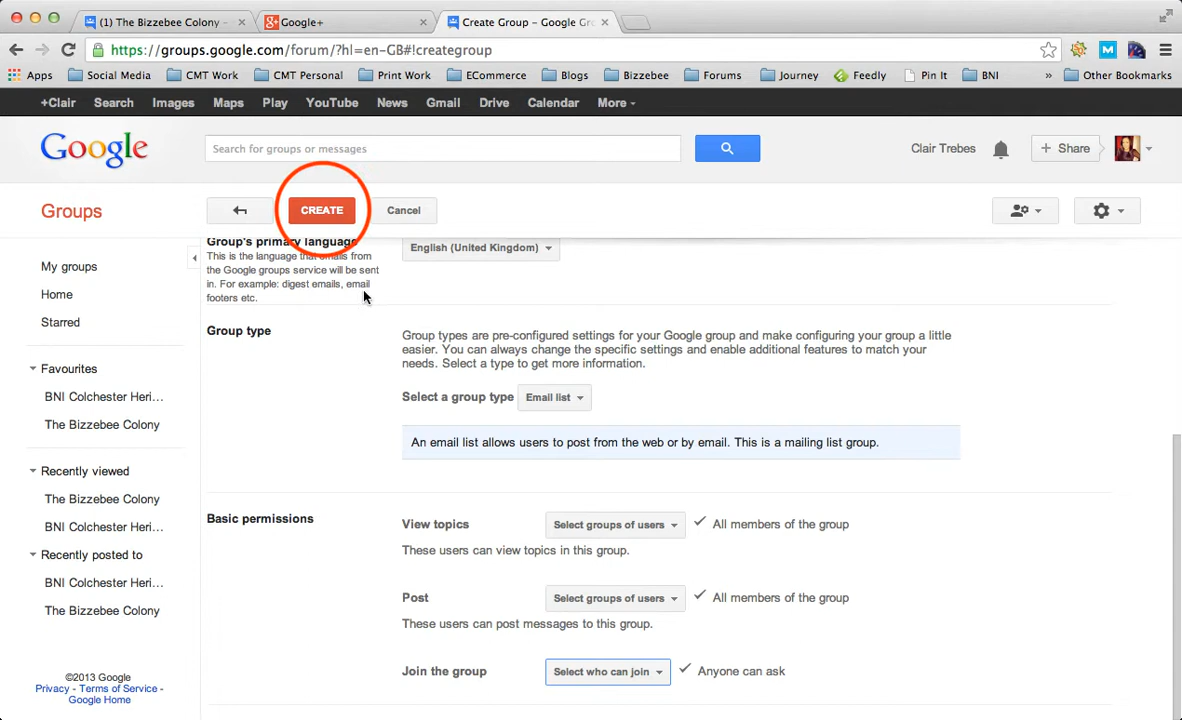 (1) The Bizzebee Colony -
Google+
Create Group - Google Gro
https://groups.google.com/forum/?hl=en-GB#!creategroup
Apps
Social Media
CMT Work
CMT Personal
Print Work
ECommerce
Blogs
Bizzebee
Forums
Journey
Feedly
Pin It
BNI
»
Other Bookmarks
+Clair
Search
Images
Maps
Play
YouTube
News
Gmail
Drive
Calendar
More
Google
Search for groups or messages
Clair Trebes
+ Share
Groups
CREATE
Cancel
My groups
Home
Starred
Favourites
BNI Colchester Heri...
The Bizzebee Colony
Recently viewed
The Bizzebee Colony
BNI Colchester Heri...
Recently posted to
BNI Colchester Heri...
The Bizzebee Colony
©2013 Google
Privacy - Terms of Service -
Google Home
Group's primary language
This is the language that emails from
the Google groups service will be sent
in. For example: digest emails, email
footers etc.
English (United Kingdom)
Group type
Group types are pre-configured settings for your Google group and make configuring your group a little
easier. You can always change the specific settings and enable additional features to match your
needs. Select a type to get more information.
Select a group type
Email list
An email list allows users to post from the web or by email. This is a mailing list group.
Basic permissions
View topics
Select groups of users
All members of the group
These users can view topics in this group.
Post
Select groups of users
All members of the group
These users can post messages to this group.
Join the group
Select who can join
Anyone can ask